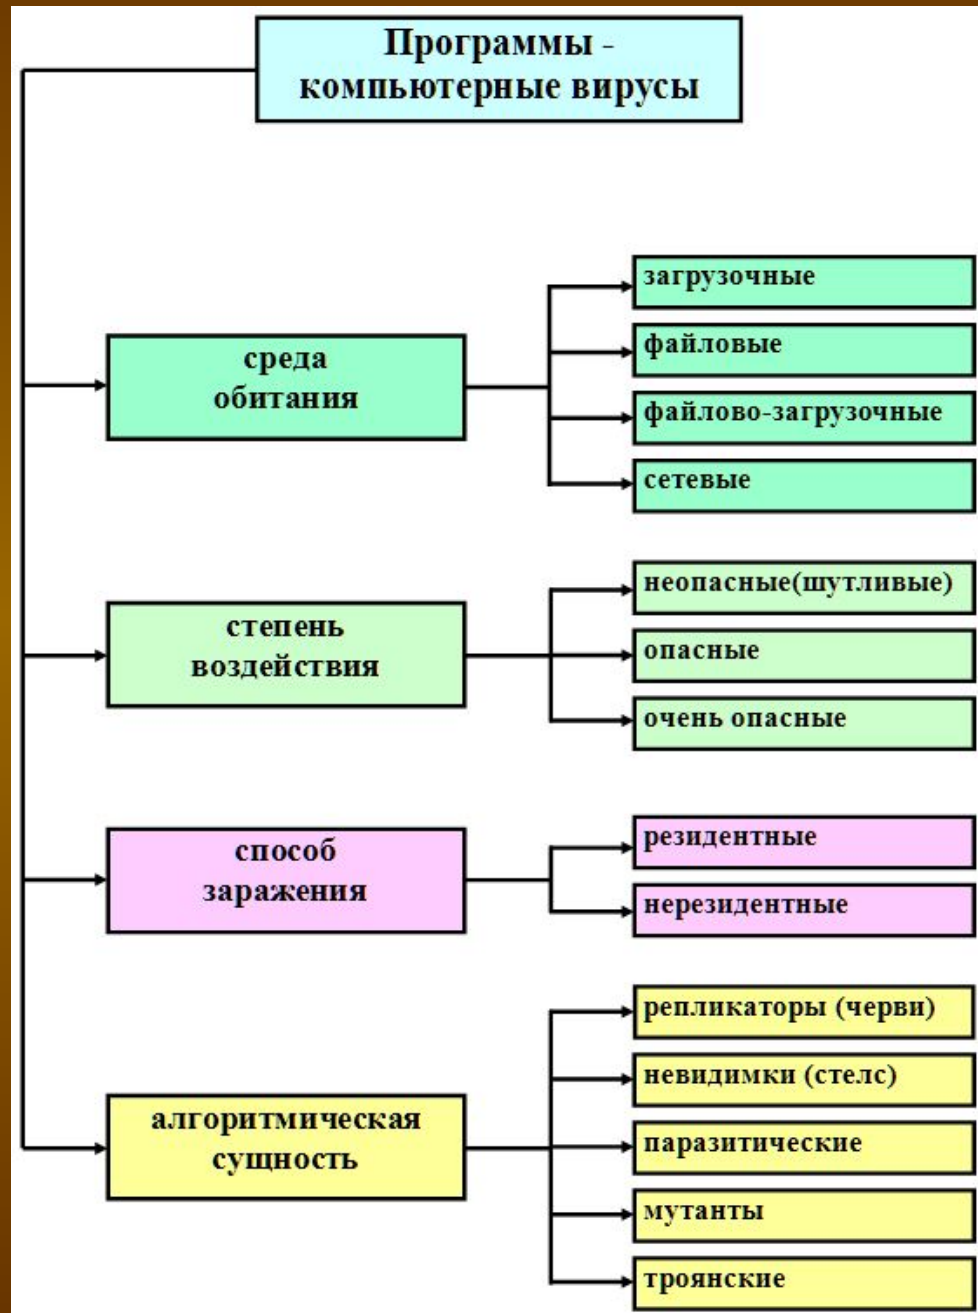 Программы -
компьютерные вирусы
среда
обитания
загрузочные
файловые
файлово-загрузочные
сетевые
степень
воздействия
неопасные(шутливые)
опасные
очень опасные
способ
заражения
резидентные
нерезидентные
алгоритмическая
сущность
репликаторы (черви)
невидимки (стелс)
паразитические
мутанты
троянские